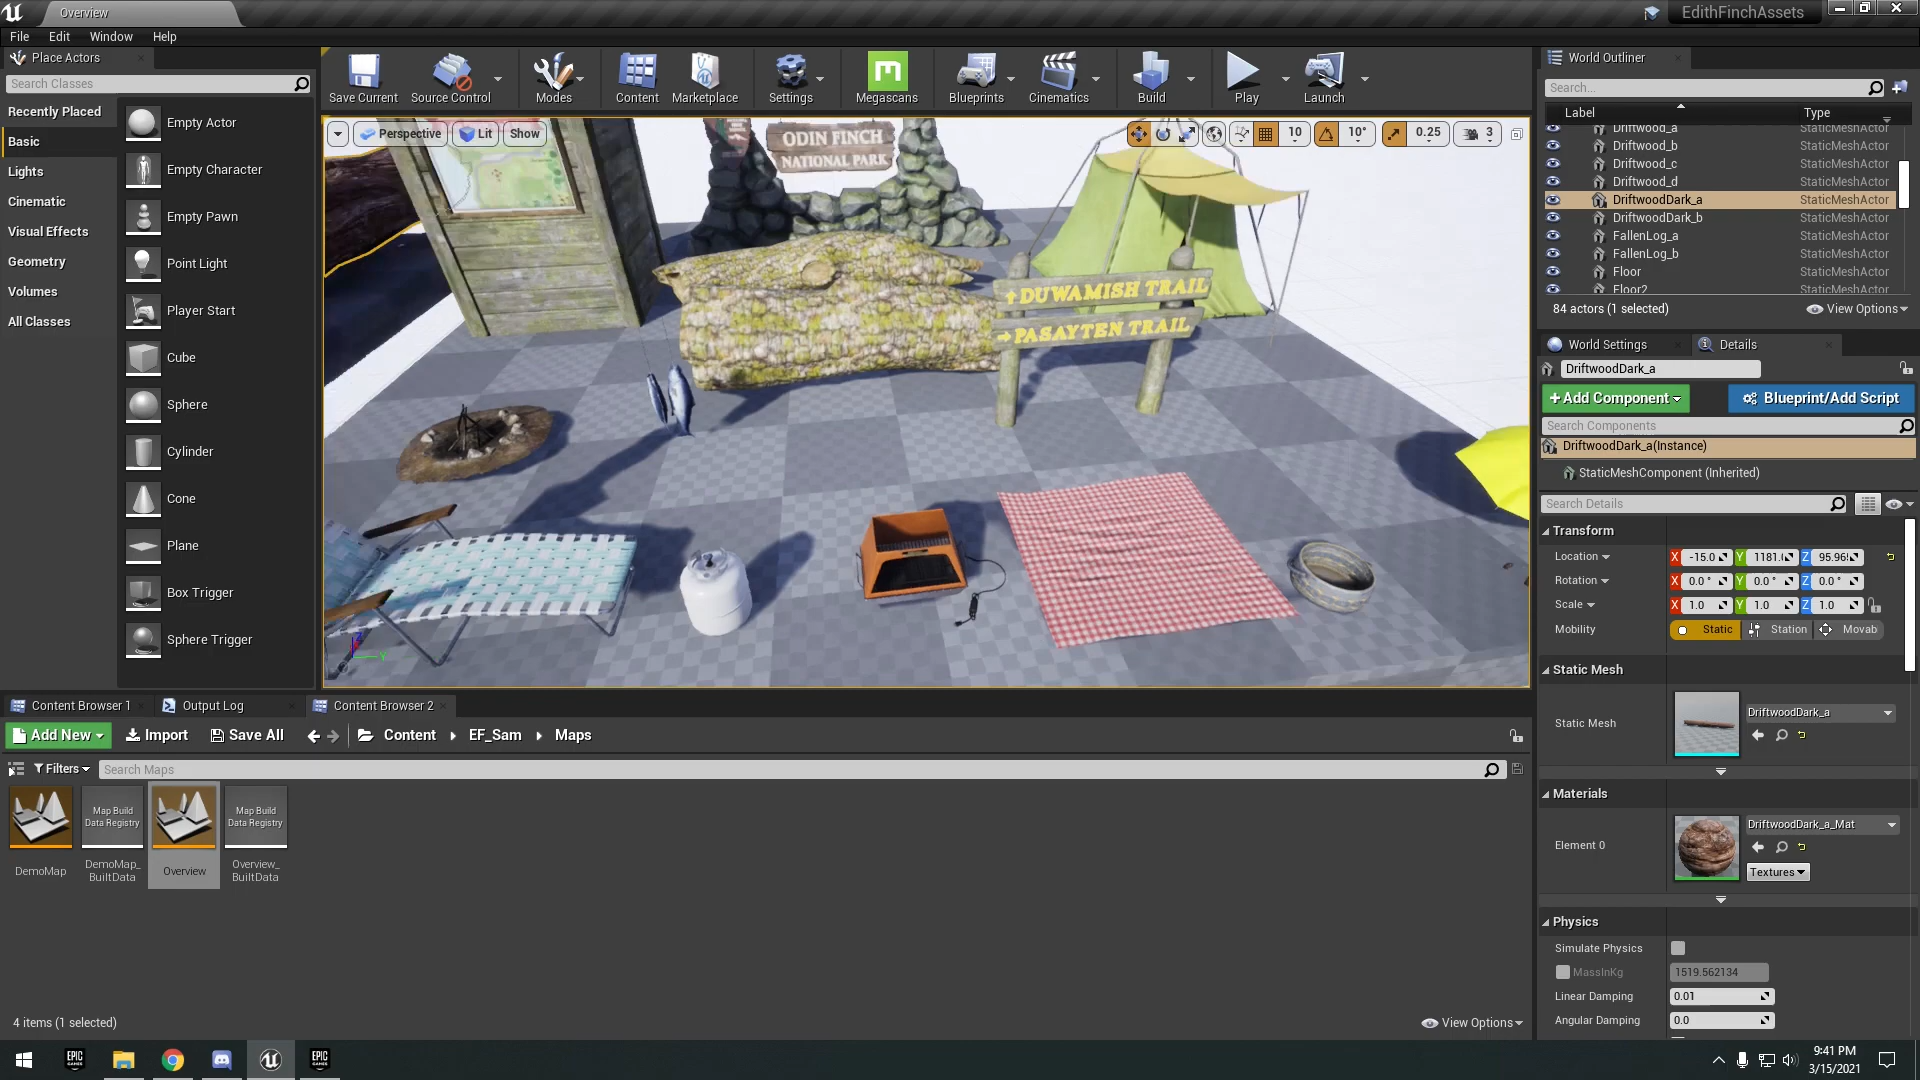 Overview
EdithFinchAssets
File Edit Window Help
Place Actors
Search Classes
Recently Placed
Basic
Lights
Cinematic
Visual Effects
Geometry
Volumes
All Classes
Empty Actor
Empty Character
Empty Pawn
Point Light
Player Start
Cube
Sphere
Cylinder
Cone
Plane
Box Trigger
Sphere Trigger
Save Current Source Control Modes Content Marketplace Settings Megascans Blueprints Cinematics Build Play Launch
Perspective Lit Show
10 10° 0.25 3
ODIN FINCH
NATIONAL PARK
DUWAMISH TRAIL
PASAYTEN TRAIL
Z
Y
World Outliner
Search...
Label Type
Driftwood_a StaticMeshActor
Driftwood_b StaticMeshActor
Driftwood_c StaticMeshActor
Driftwood_d StaticMeshActor
DriftwoodDark_a StaticMeshActor
DriftwoodDark_b StaticMeshActor
FallenLog_a StaticMeshActor
FallenLog_b StaticMeshActor
Floor StaticMeshActor
Floor2 StaticMeshActor
84 actors (1 selected) View Options
World Settings Details
DriftwoodDark_a
+Add Component Blueprint/Add Script
Search Components
DriftwoodDark_a(Instance)
StaticMeshComponent (Inherited)
Search Details
Transform
Location X -15.0 Y 1181.( Z 95.96
Rotation X 0.0 ° Y 0.0 ° Z 0.0 °
Scale X 1.0 Y 1.0 Z 1.0
Mobility Static Station Movab
Static Mesh
Static Mesh DriftwoodDark_a
Materials
Element 0 DriftwoodDark_a_Mat
Textures
Physics
Simulate Physics
MassInKg 1519.562134
Linear Damping 0.01
Angular Damping 0.0
Content Browser 1 Output Log Content Browser 2
Add New Import Save All Content EF_Sam Maps
Filters Search Maps
Map Build
Data Registry
Map Build
Data Registry
DemoMap
DemoMap_
BuiltData
Overview
Overview_
BuiltData
4 items (1 selected) View Options
EPIC
GAMES
EPIC
GAMES
9:41 PM
3/15/2021